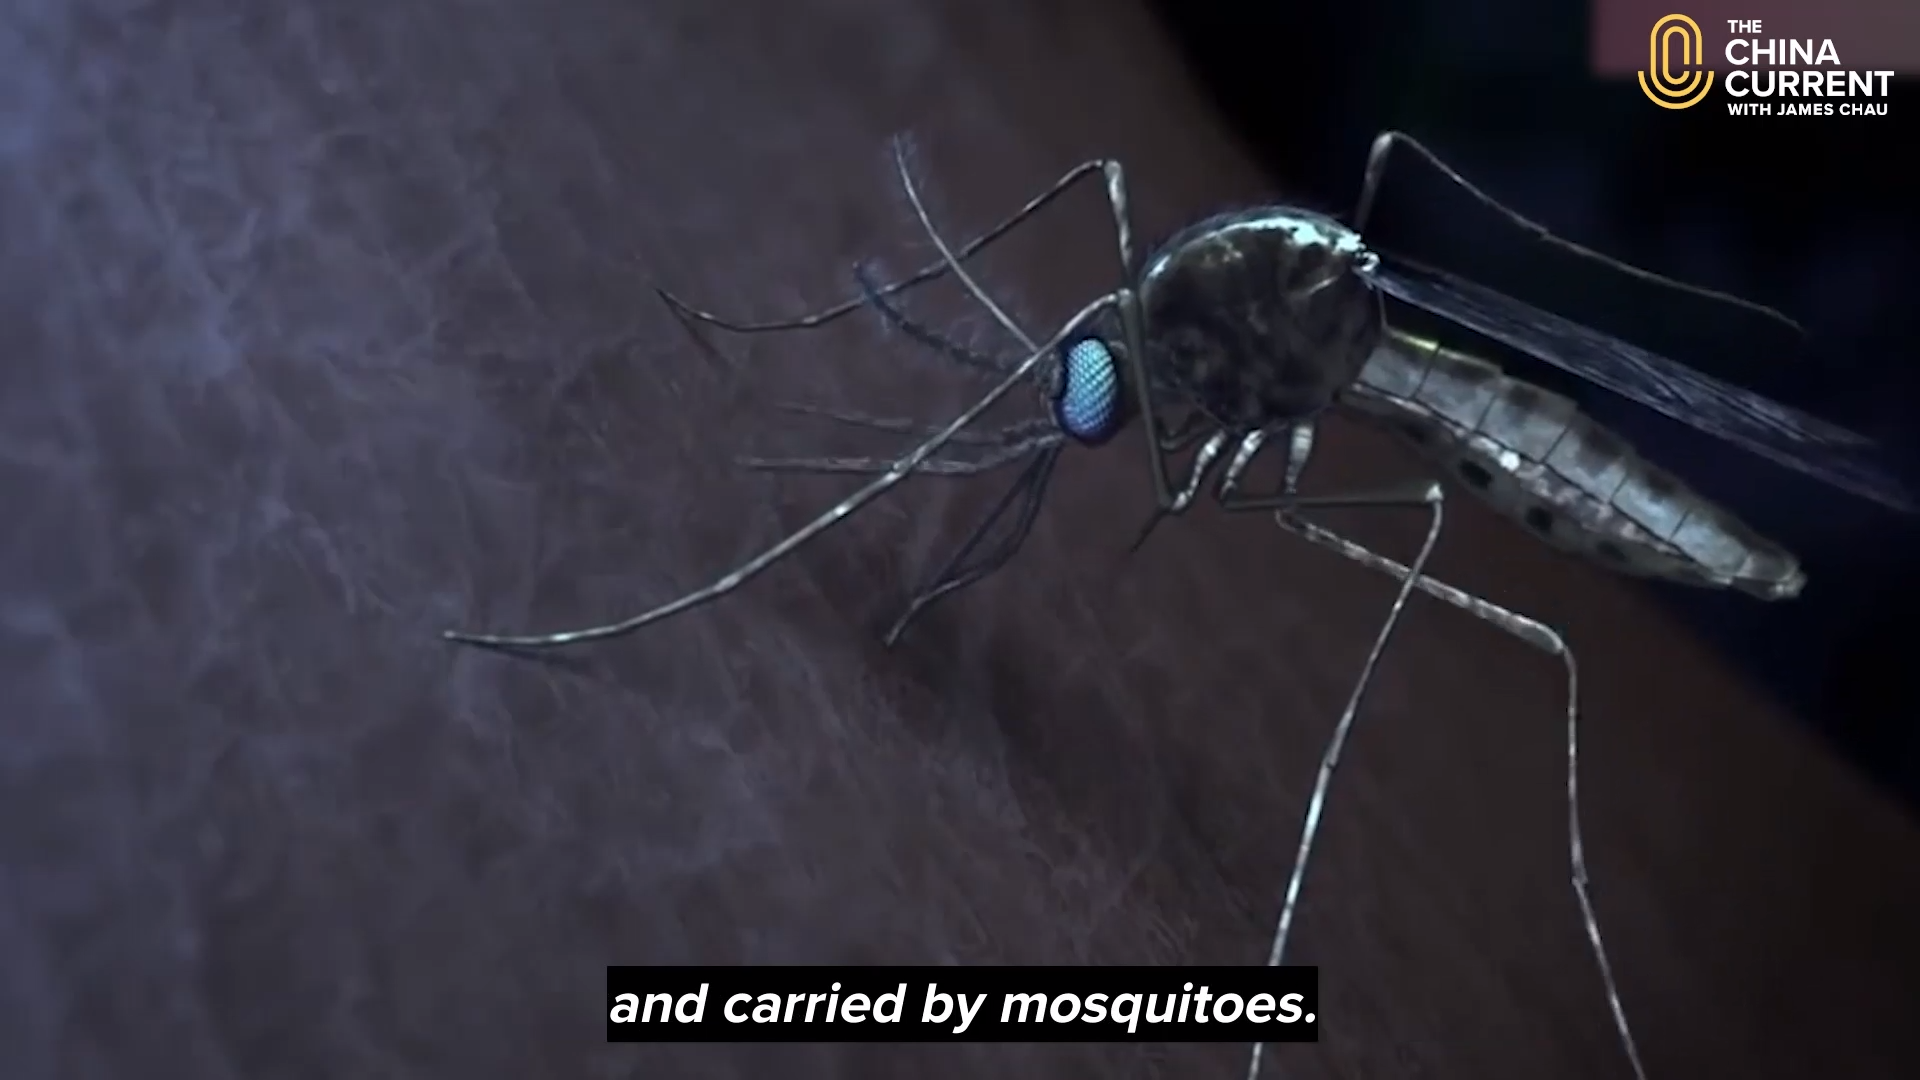 THE
CHINA
CURRENT
WITH JAMES CHAU
and carried by mosquitoes.